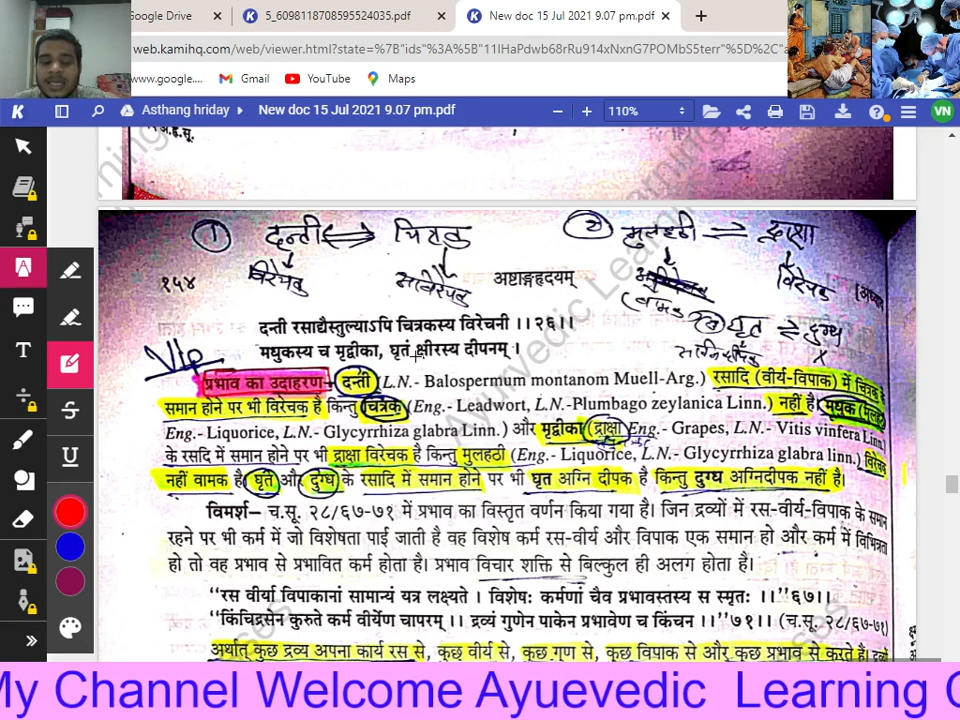 Google Drive
5_6098118708595524035.pdf
New doc 15 Jul 2021 9.07 pm.pdf
web.kamihq.com/web/viewer.html?state=%7B"ids"%3A%5B"11IHaPdwb68rRu914xNxnG7POMbS5terr"%5D%2C"a
www.google....
Gmail
YouTube
Maps
K
Asthang hriday
New doc 15 Jul 2021 9.07 pm.pdf
110%
VN
अ.ह.सू.
① दन्ती ⇔ चित्रक
② मुलहठी ⇌ द्राक्षा
विरेचक
विरेचक
१५४
अष्टाङ्गहृदयम्
घृत
दुग्ध
दन्ती रसाद्यैस्तुल्याऽपि चित्रकस्य विरेचनी ।।२६।।
मधुकस्य च मृद्वीका, घृतं क्षीरस्य दीपनम् ।
Vip
प्रभाव का उदाहरण- दन्ती (L.N.- Balospermum montanom Muell-Arg.) रसादि (वीर्य-विपाक) में चित्रक के
समान होने पर भी विरेचक है किन्तु चित्रक (Eng.- Leadwort, L.N.-Plumbago zeylanica Linn.) नहीं है। मधुक (मुलहठी
Eng.- Liquorice, L.N.- Glycyrrhiza glabra Linn.) और मृद्वीका (द्राक्षा Eng.- Grapes, L.N.- Vitis vinfera Linn.)
के रसादि में समान होने पर भी द्राक्षा विरेचक है किन्तु मुलहठी (Eng.- Liquorice, L.N.- Glycyrrhiza glabra linn.) विरेचक
नहीं वामक है। घृत और दुग्ध के रसादि में समान होने पर भी घृत अग्नि दीपक है किन्तु दुग्ध अग्निदीपक नहीं है।
विमर्श- च.सू. २८/६७-७१ में प्रभाव का विस्तृत वर्णन किया गया है। जिन द्रव्यों में रस-वीर्य-विपाक के समान
रहने पर भी कर्म में जो विशेषता पाई जाती है वह विशेष कर्म रस-वीर्य और विपाक एक समान हो और कर्म में विभित्रता
हो तो वह प्रभाव से प्रभावित कर्म होता है। प्रभाव विचार शक्ति से बिल्कुल ही अलग होता है।
"रस वीर्या विपाकानां सामान्यं यत्र लक्ष्यते । विशेषः कर्मणां चैव प्रभावस्तस्य स स्मृतः ।।"६७।।
"किंचिद्रसेन कुरुते कर्म वीर्येण चापरम् ।। द्रव्यं गुणेन पाकेन प्रभावेण च किंचन ।।"७१।। (च.सू. २८/६७-७१)
अर्थात् कुछ द्रव्य अपना कार्य रस से, कुछ वीर्य से, कुछ गुण से, कुछ विपाक से और कुछ प्रभाव से करते है।
My Channel Welcome Ayuevedic Learning C